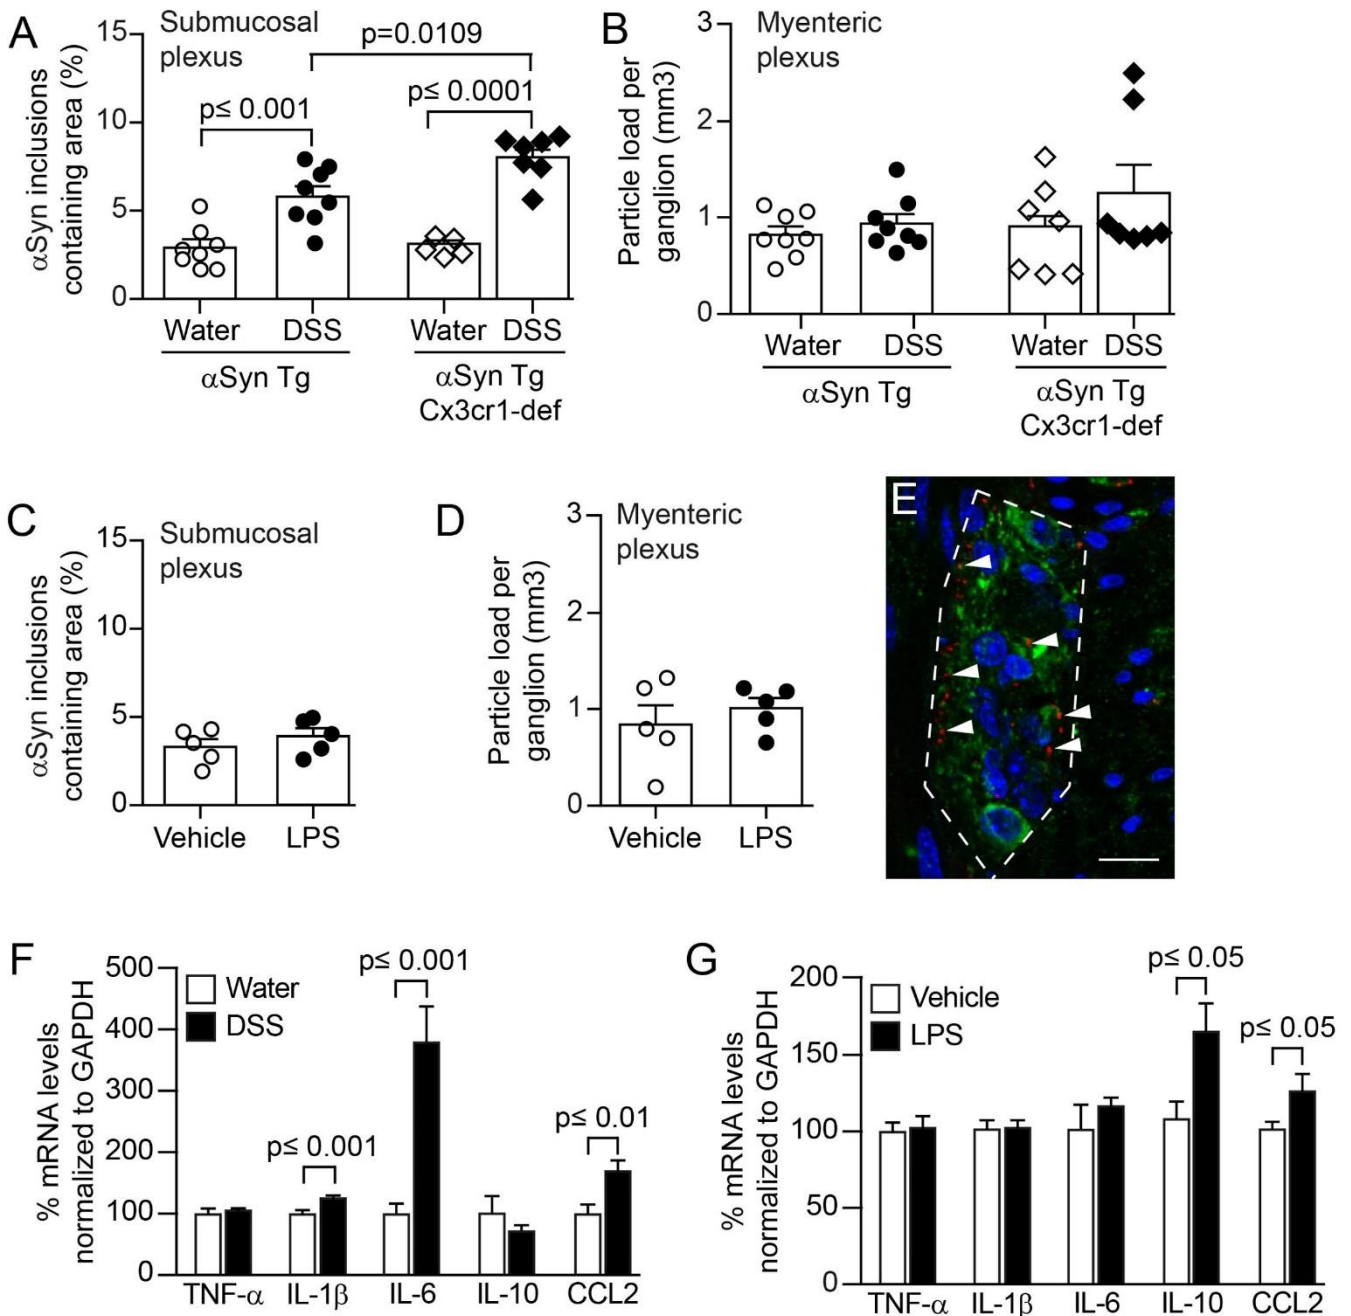 A
Submucosal
plexus
αSyn inclusions
containing area (%)
15
10
5
0
p≤ 0.001
p=0.0109
p≤ 0.0001
Water
DSS
Water
DSS
αSyn Tg
αSyn Tg
Cx3cr1-def
B
Myenteric
plexus
Particle load per
ganglion (mm3)
3
2
1
0
Water
DSS
Water
DSS
αSyn Tg
αSyn Tg
Cx3cr1-def
C
Submucosal
plexus
αSyn inclusions
containing area (%)
15
10
5
0
Vehicle
LPS
D
Myenteric
plexus
Particle load per
ganglion (mm3)
3
2
1
0
Vehicle
LPS
E
F
% mRNA levels
normalized to GAPDH
500
400
300
200
100
0
Water
DSS
p≤ 0.001
p≤ 0.001
p≤ 0.01
TNF-α
IL-1β
IL-6
IL-10
CCL2
G
% mRNA levels
normalized to GAPDH
200
150
100
50
0
Vehicle
LPS
p≤ 0.05
p≤ 0.05
TNF-α
IL-1β
IL-6
IL-10
CCL2